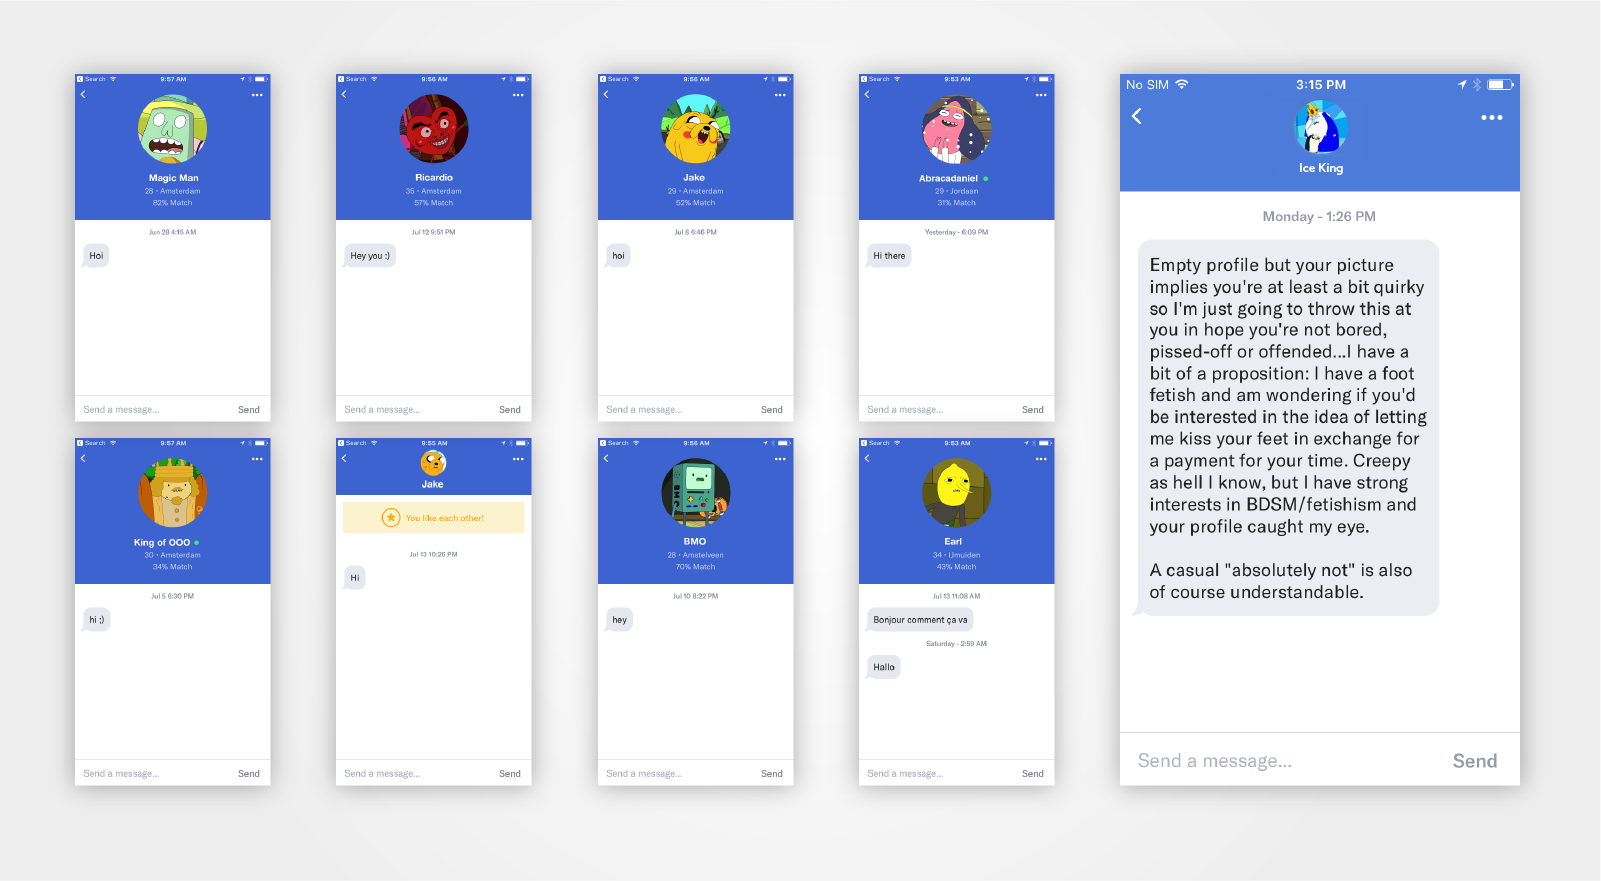 Search
9:57 AM
Magic Man
28 • Amsterdam
82% Match
Jun 28 4:15 AM
Hoi
Send a message...
Send
Search
9:56 AM
Ricardio
35 • Amsterdam
57% Match
Jul 12 9:51 PM
Hey you :)
Send a message...
Send
Search
9:56 AM
Jake
29 • Amsterdam
52% Match
Jul 8 6:46 PM
hoi
Send a message...
Send
Search
9:53 AM
Abracadaniel
29 • Jordaan
31% Match
Yesterday - 6:09 PM
Hi there
Send a message...
Send
Search
9:57 AM
King of OOO
30 • Amsterdam
34% Match
Jul 5 6:30 PM
hi ;)
Send a message...
Send
Search
9:55 AM
Jake
You like each other!
Jul 13 10:26 PM
Hi
Send a message...
Send
Search
9:56 AM
BMO
BMO
28 • Amstelveen
70% Match
Jul 10 8:22 PM
hey
Send a message...
Send
Search
9:53 AM
Earl
34 • IJmuiden
43% Match
Jul 13 11:08 AM
Bonjour comment ça va
Saturday - 2:59 AM
Hallo
Send a message...
Send
No SIM
3:15 PM
Ice King
Monday - 1:26 PM
Empty profile but your picture
implies you're at least a bit quirky
so I'm just going to throw this at
you in hope you're not bored,
pissed-off or offended...I have a
bit of a proposition: I have a foot
fetish and am wondering if you'd
be interested in the idea of letting
me kiss your feet in exchange for
a payment for your time. Creepy
as hell I know, but I have strong
interests in BDSM/fetishism and
your profile caught my eye.
A casual "absolutely not" is also
of course understandable.
Send a message...
Send